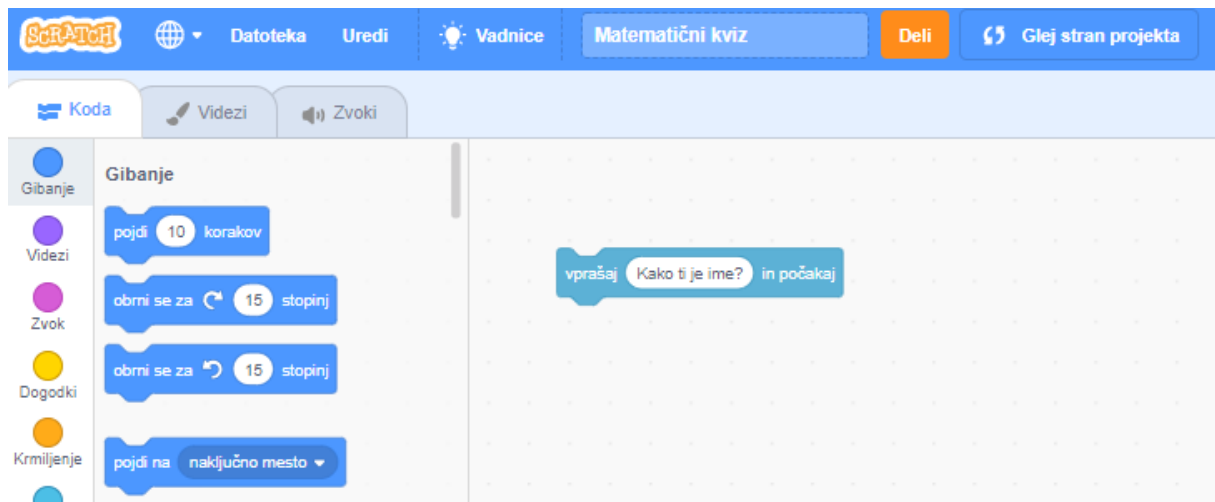 SCRATCH Datoteka Uredi Vadnice Matematični kviz Deli Glej stran projekta
Koda Videzi Zvoki
Gibanje
Videzi
Zvok
Dogodki
Krmiljenje
Gibanje
pojdi 10 korakov
obrni se za 15 stopinj
obrni se za 15 stopinj
pojdi na naključno mesto
vprašaj Kako ti je ime? in počakaj